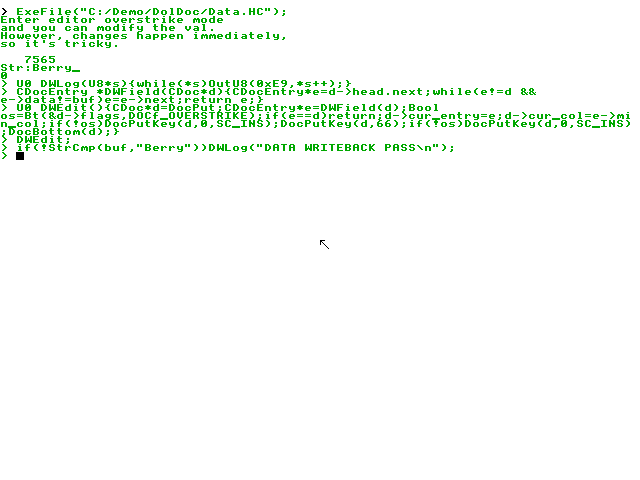 > ExeFile("C:/Demo/DolDoc/Data.HC");
Enter editor overstrike mode
and you can modify the val.
However, changes happen immediately,
so it's tricky.
7565
Str:Berry_
0
> U0 DWLog(U8*s){while(*s)OutU8(0xE9,*s++);}
> CDocEntry *DWField(CDoc*d){CDocEntry*e=d->head.next;while(e!=d &&
e->data!=buf)e=e->next;return e;}
> U0 DWEdit(){CDoc*d=DocPut;CDocEntry*e=DWField(d);Bool
os=Bt(&d->flags,DOCf_OVERSTRIKE);if(e==d)return;d->cur_entry=e;d->cur_col=e->mi
n_col;if(!os)DocPutKey(d,0,SC_INS);DocPutKey(d,66);if(!os)DocPutKey(d,0,SC_INS)
;DocBottom(d);}
> DWEdit;
> if(!StrCmp(buf,"Berry"))DWLog("DATA WRITEBACK PASS\n");
>